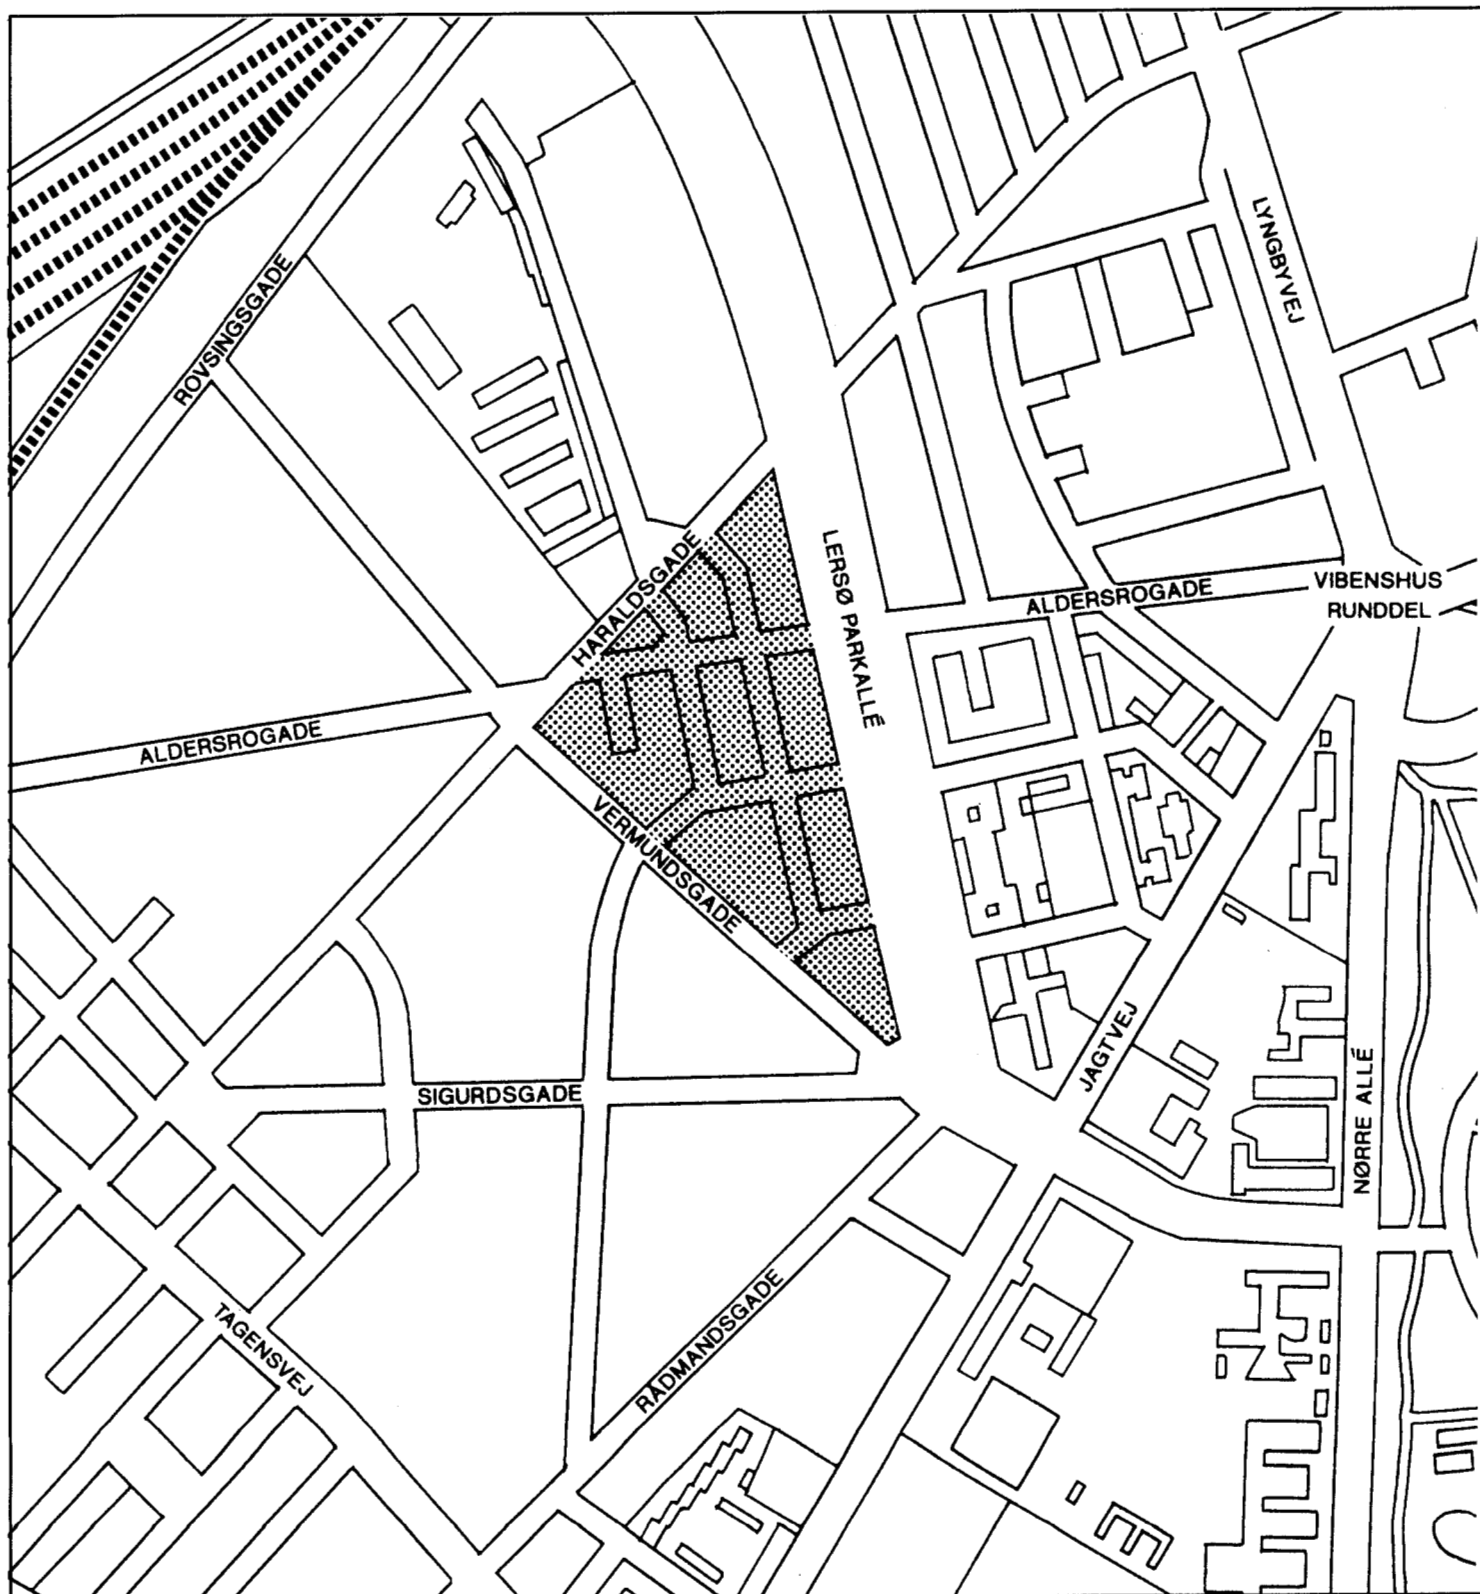 LYNGBYVEJ
ROVSINGSGADE
HARALDSGADE
LERSØ PARKALLÉ
ALDERSROGADE
VIBENSHUS
RUNDDEL
ALDERSROGADE
VERMUNDSGADE
JAGTVEJ
SIGURDSGADE
NØRRE ALLÉ
TAGENSVEJ
RÅDMANDSGADE